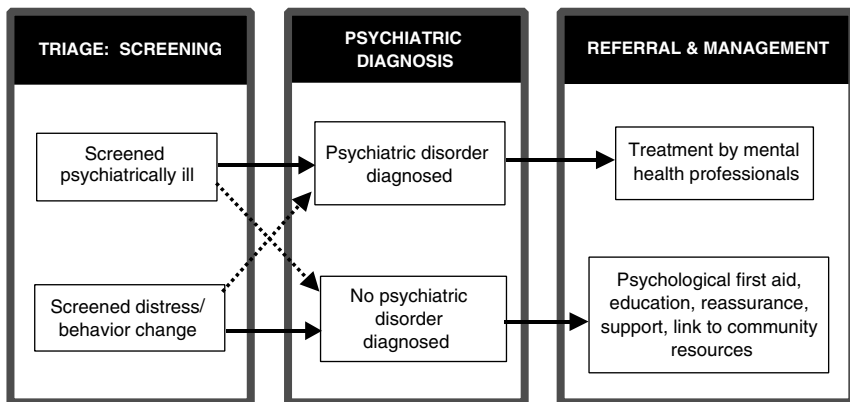 TRIAGE: SCREENING
Screened
psychiatrically ill
Screened distress/
behavior change
PSYCHIATRIC
DIAGNOSIS
Psychiatric disorder
diagnosed
No psychiatric
disorder
diagnosed
REFERRAL & MANAGEMENT
Treatment by mental
health professionals
Psychological first aid,
education, reassurance,
support, link to community
resources